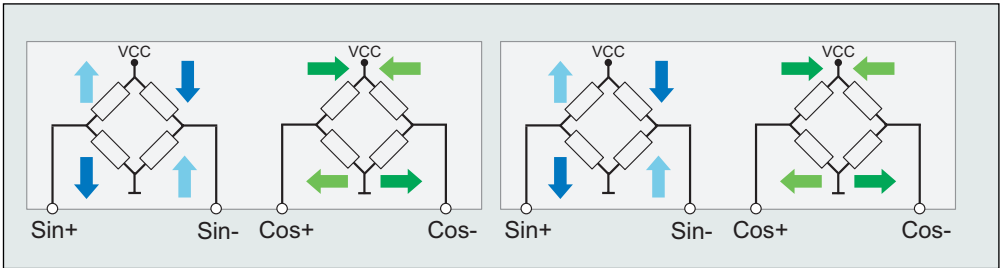 VCC VCC VCC VCC
Sin+ Sin- Cos+ Cos- Sin+ Sin- Cos+ Cos-